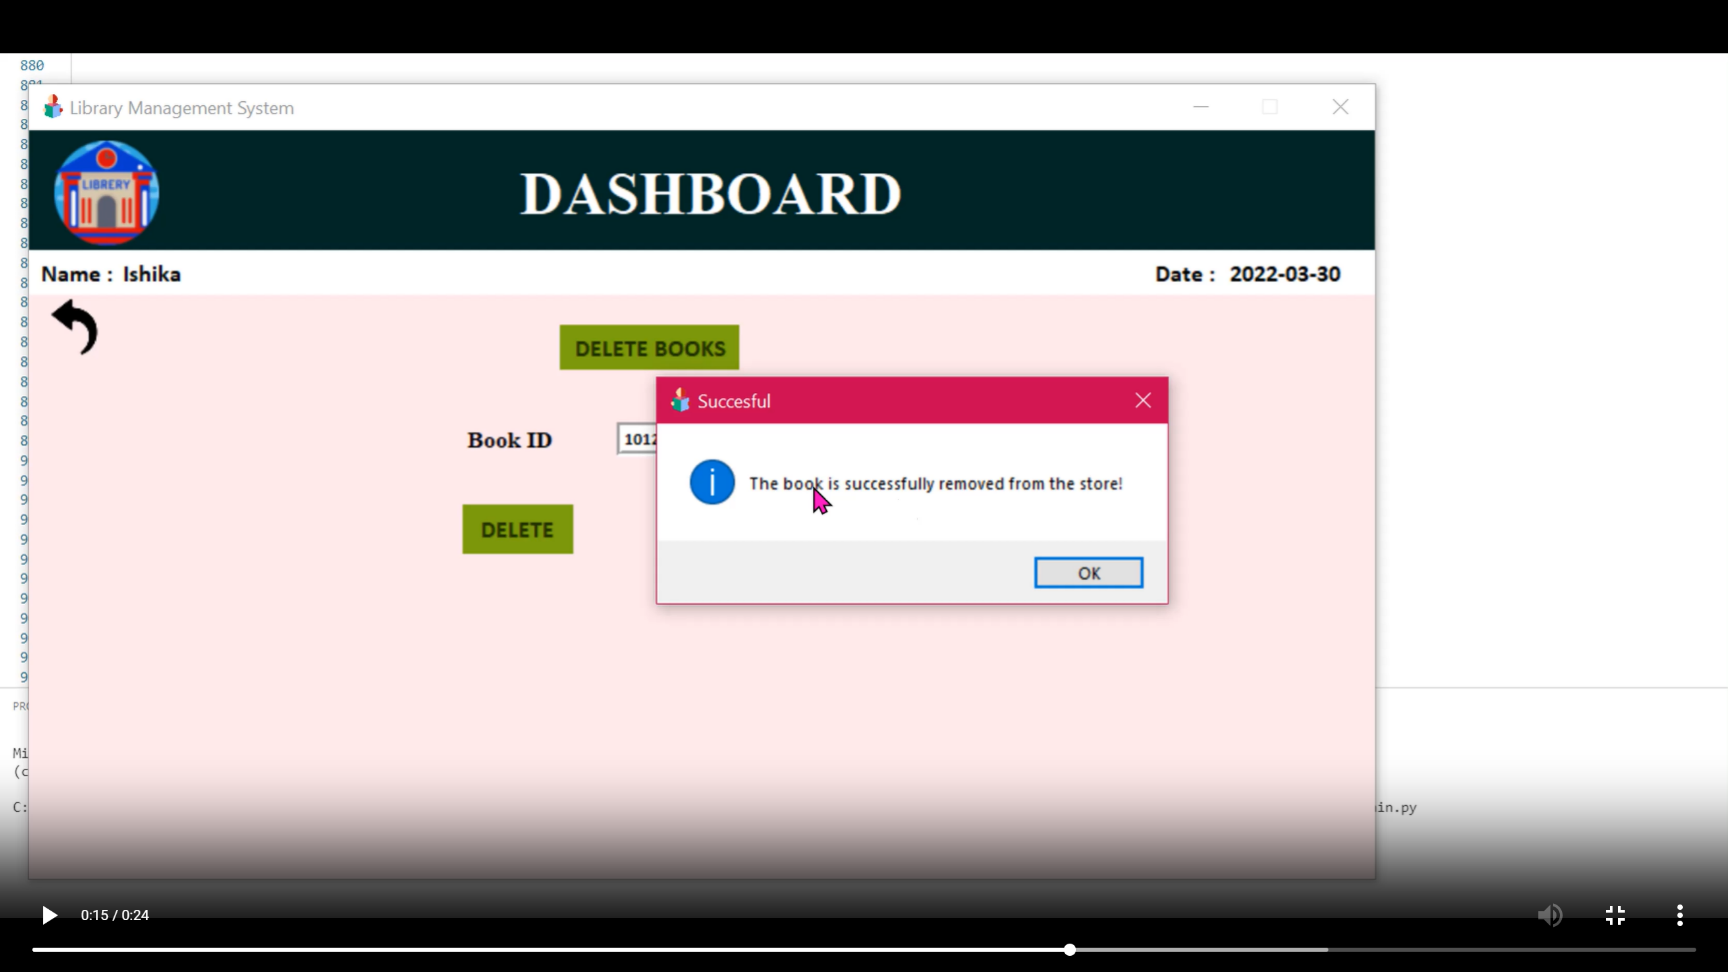 880
Library Management System
LIBRERY
DASHBOARD
Name : Ishika
Date : 2022-03-30
DELETE BOOKS
Succesful
Book ID
1012
The book is successfully removed from the store!
DELETE
OK
C:
in.py
0:15 / 0:24